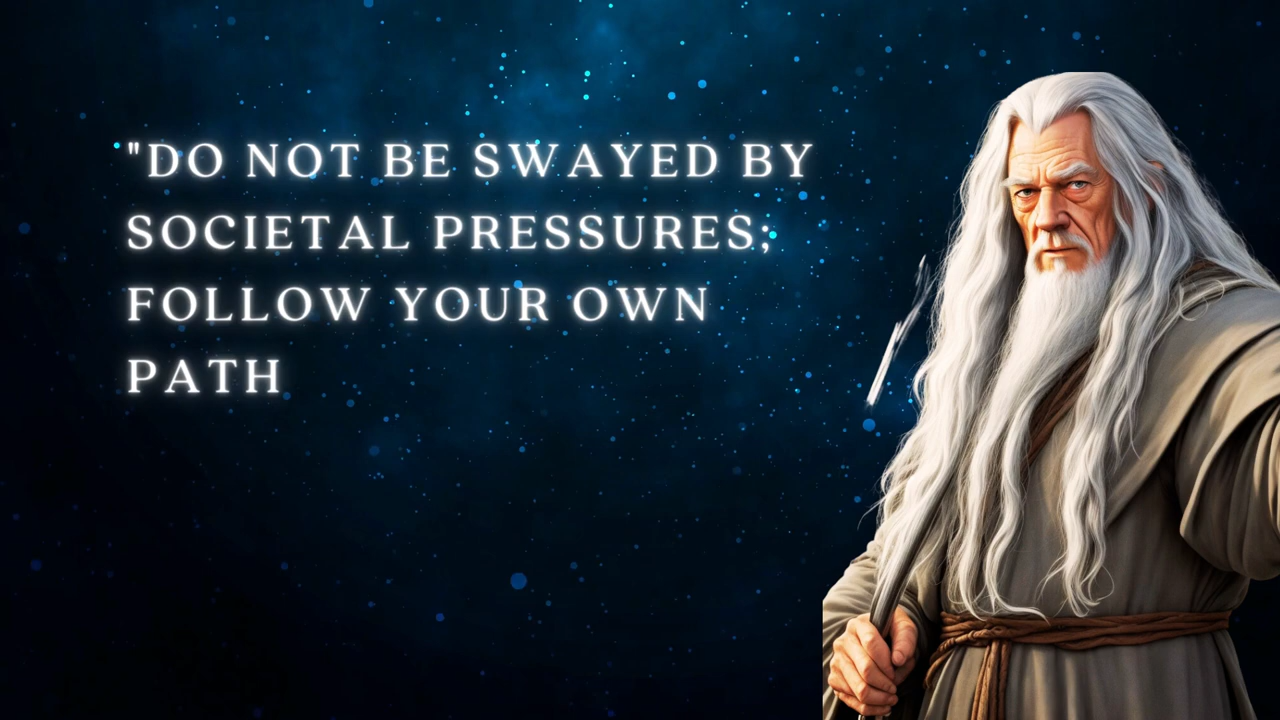 "DO NOT BE SWAYED BY
SOCIETAL PRESSURES;
FOLLOW YOUR OWN
PATH